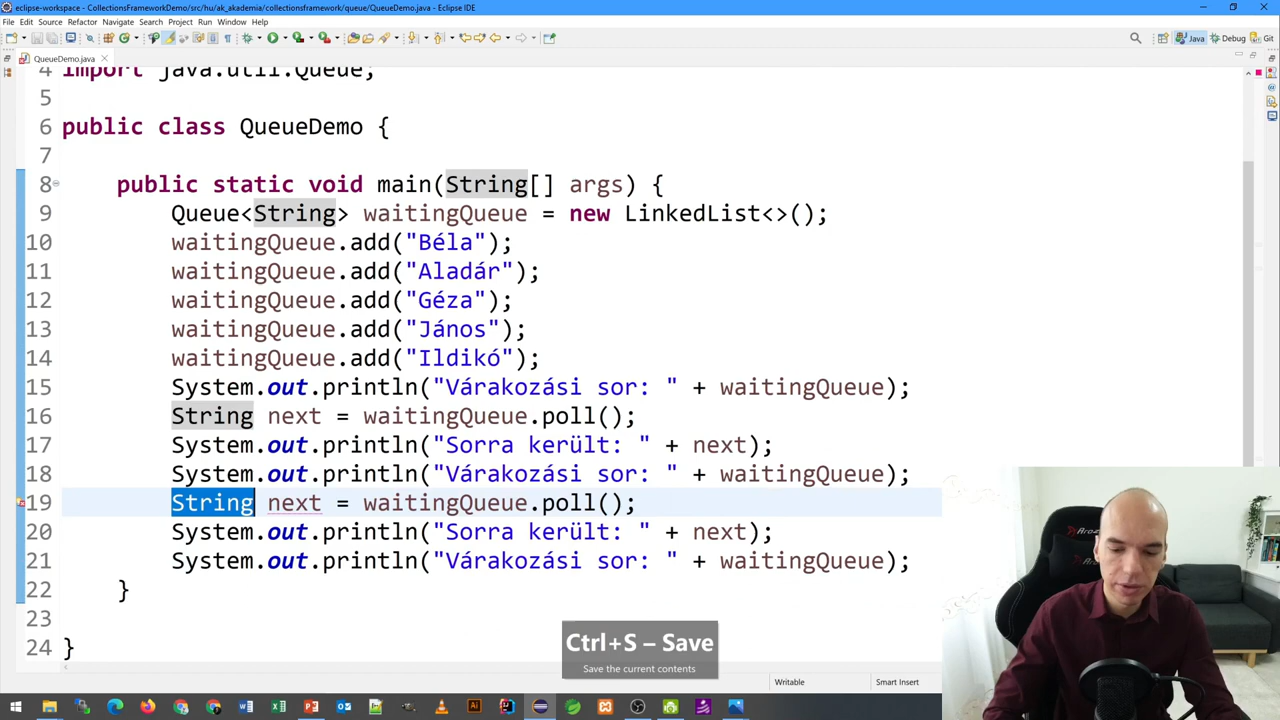 eclipse-workspace - CollectionsFrameworkDemo/src/hu/ak_akademia/collectionsframework/queue/QueueDemo.java - Eclipse IDE
File Edit Source Refactor Navigate Search Project Run Window Help
Java Debug Git
QueueDemo.java
4 import java.util.Queue;
5
6 public class QueueDemo {
7
8 public static void main(String[] args) {
9 Queue<String> waitingQueue = new LinkedList<>();
10 waitingQueue.add("Béla");
11 waitingQueue.add("Aladár");
12 waitingQueue.add("Géza");
13 waitingQueue.add("János");
14 waitingQueue.add("Ildikó");
15 System.out.println("Várakozási sor: " + waitingQueue);
16 String next = waitingQueue.poll();
17 System.out.println("Sorra került: " + next);
18 System.out.println("Várakozási sor: " + waitingQueue);
19 String next = waitingQueue.poll();
20 System.out.println("Sorra került: " + next);
21 System.out.println("Várakozási sor: " + waitingQueue);
22 }
23
24 }
Ctrl+S – Save
Save the current contents
Writable Smart Insert